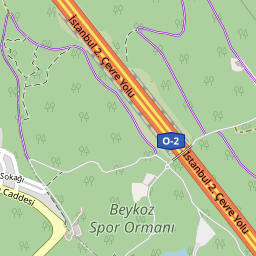 İstanbul 2. Çevre Yolu
O-2
İstanbul 2. Çevre Yolu
Sokağı
Caddesi
Beykoz
Spor Ormanı